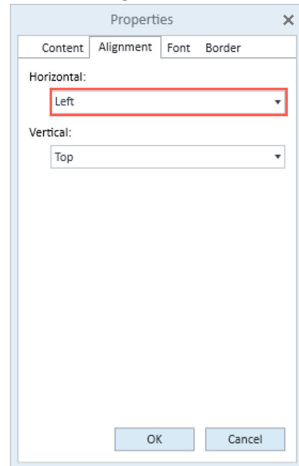 Properties
Content Alignment Font Border
Horizontal:
Left
Vertical:
Top
OK Cancel